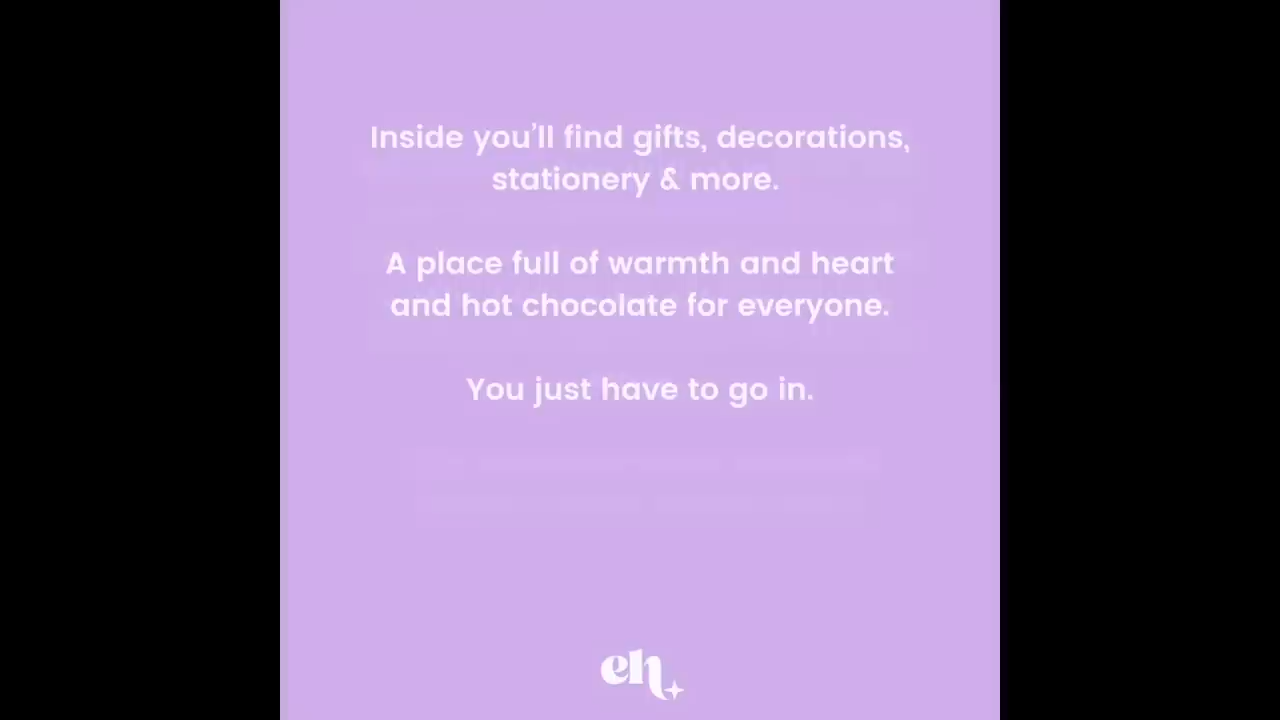 Inside you'll find gifts, decorations,
stationery & more.
A place full of warmth and heart
and hot chocolate for everyone.
You just have to go in.
eh